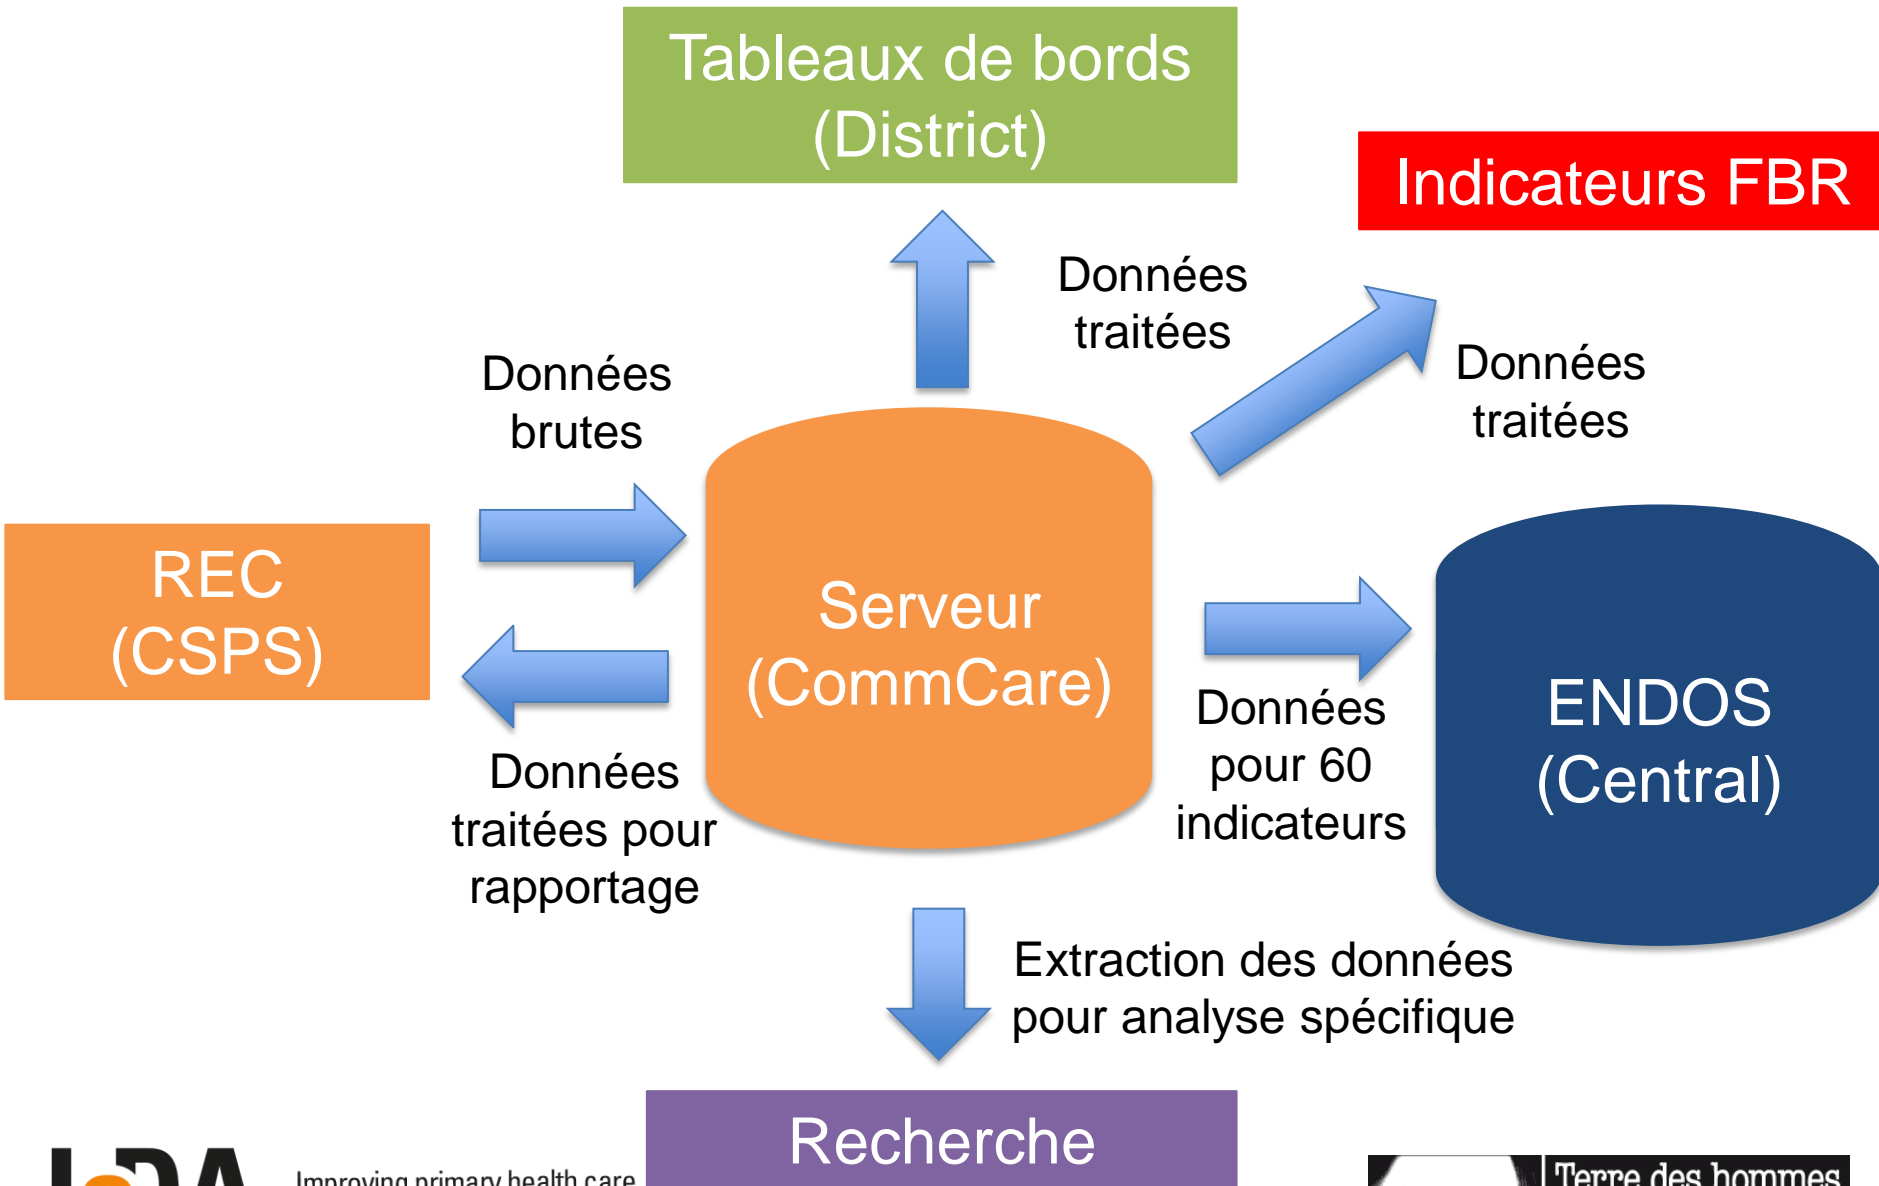 Tableaux de bords
(District)
Indicateurs FBR
Données
traitées
Données
traitées
Données
brutes
REC
(CSPS)
Serveur
(CommCare)
Données
pour 60
indicateurs
ENDOS
(Central)
Données
traitées pour
rapportage
Extraction des données
pour analyse spécifique
Recherche
IeDA
Improving primary health care
Terre des hommes